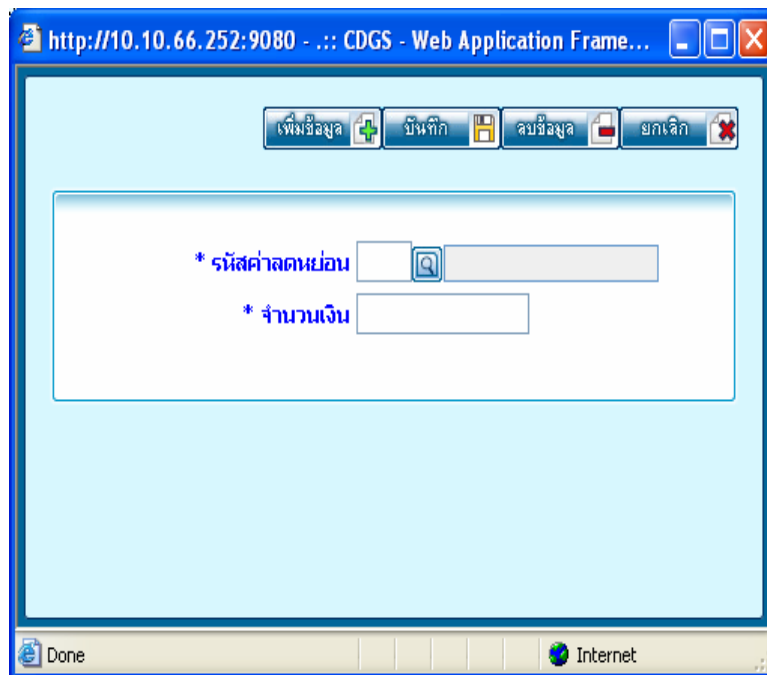 http://10.10.66.252:9080 - .:: CDGS - Web Application Frame...
เพิ่มข้อมูล บันทึก ลบข้อมูล ยกเลิก
* รหัสค่าลดหย่อน
* จำนวนเงิน
Done Internet